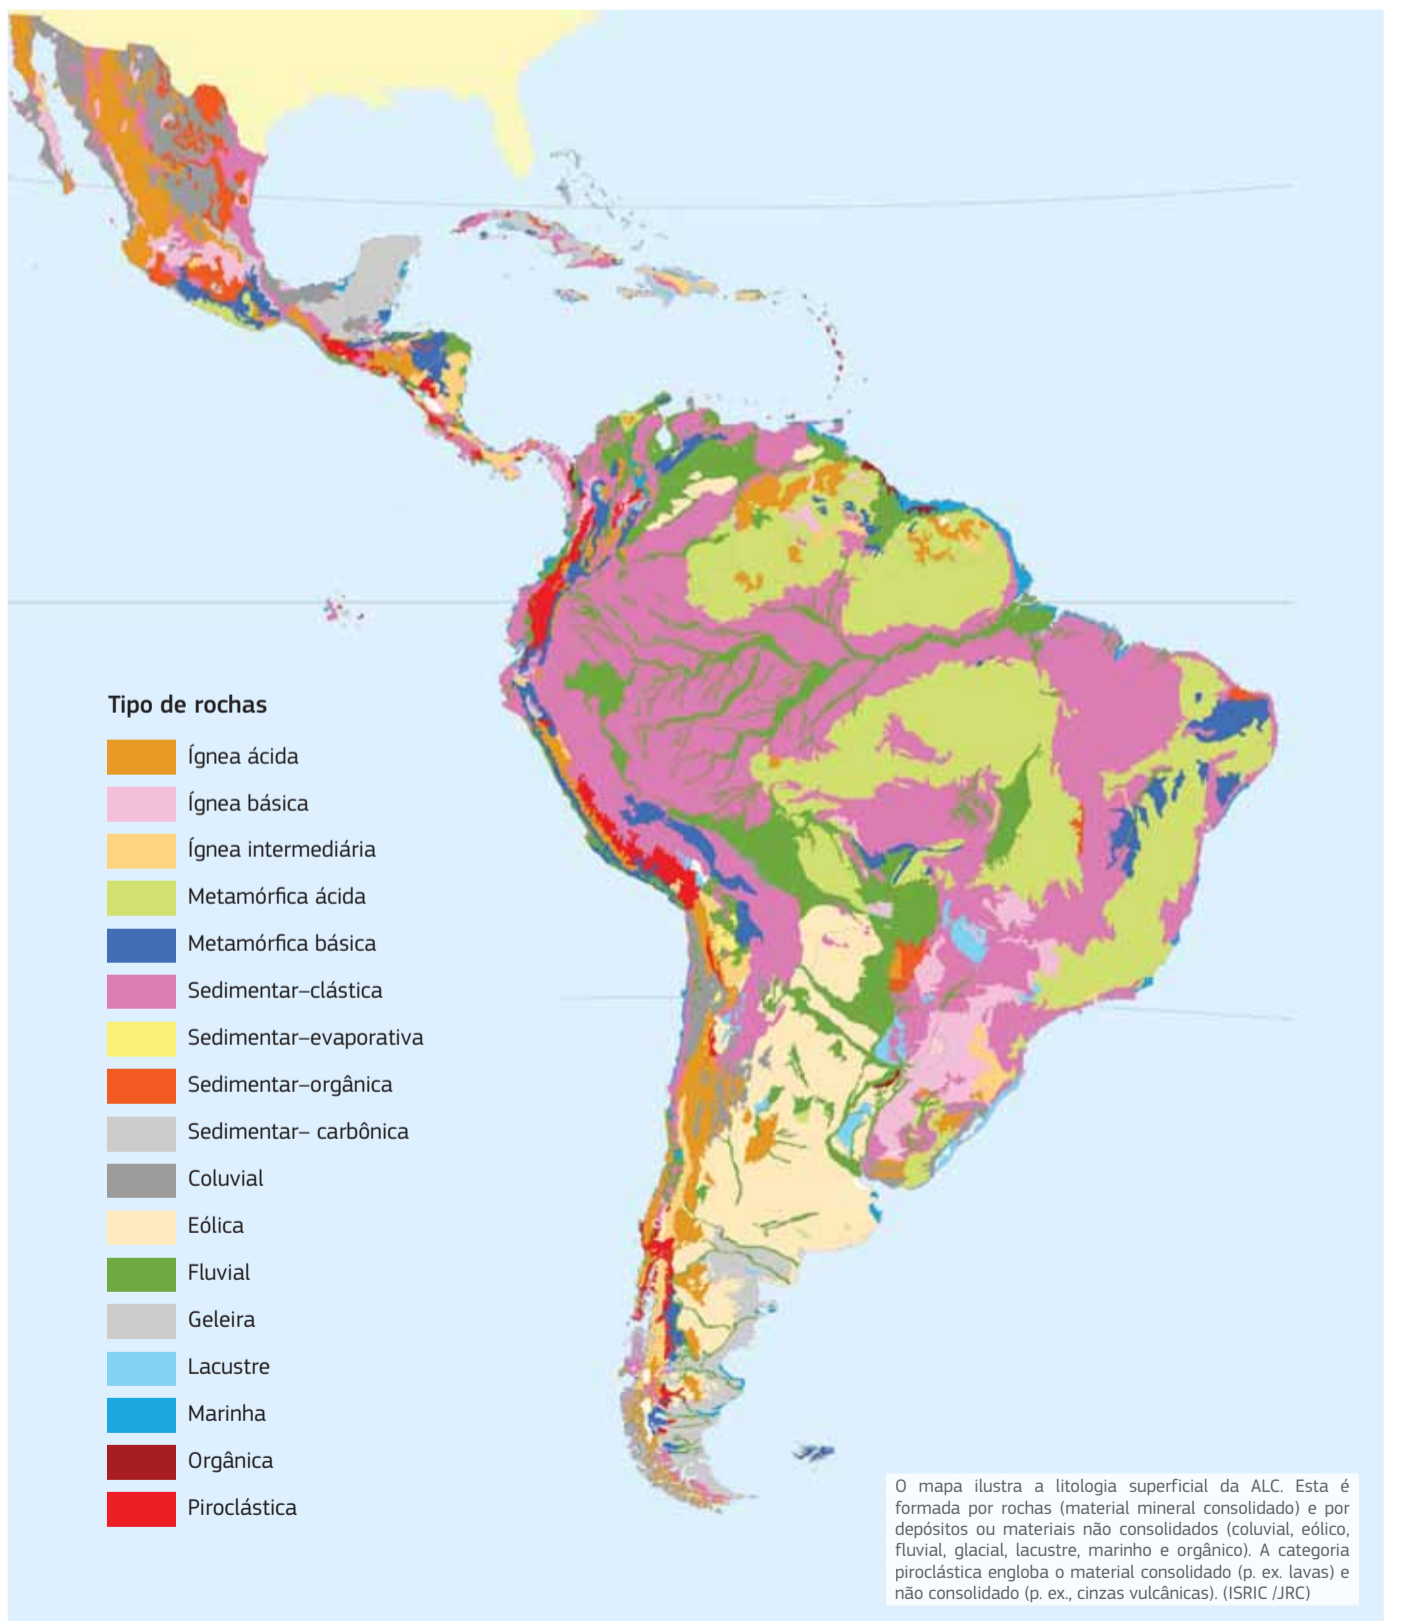 Tipo de rochas
Ígnea ácida
Ígnea básica
Ígnea intermediária
Metamórfica ácida
Metamórfica básica
Sedimentar–clástica
Sedimentar–evaporativa
Sedimentar–orgânica
Sedimentar– carbônica
Coluvial
Eólica
Fluvial
Geleira
Lacustre
Marinha
Orgânica
Piroclástica
O mapa ilustra a litologia superficial da ALC. Esta é
formada por rochas (material mineral consolidado) e por
depósitos ou materiais não consolidados (coluvial, eólico,
fluvial, glacial, lacustre, marinho e orgânico). A categoria
piroclástica engloba o material consolidado (p. ex. lavas) e
não consolidado (p. ex., cinzas vulcânicas). (ISRIC /JRC)